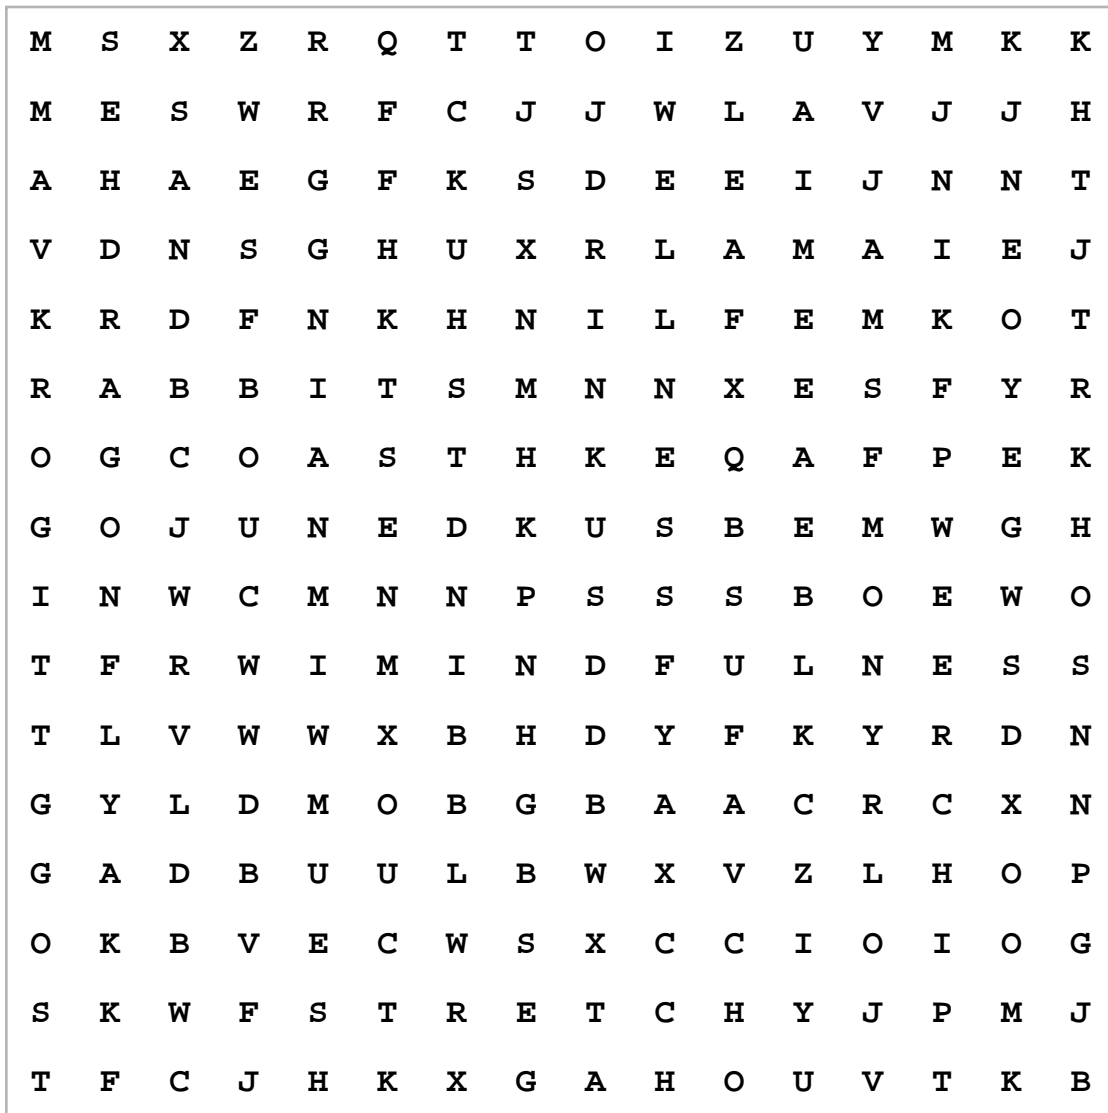 M S X Z R Q T T O I Z U Y M K K
M E S W R F C J J W L A V J J H
A H A E G F K S D E E I J N N T
V D N S G H U X R L A M A I E J
K R D F N K H N I L F E M K O T
R A B B I T S M N N X E S F Y R
O G C O A S T H K E Q A F P E K
G O J U N E D K U S B E M W G H
I N W C M N N P S S S B O E W O
T F R W I M I N D F U L N E S S
T L V W W X B H D Y F K Y R D N
G Y L D M O B G B A A C R C X N
G A D B U U L B W X V Z L H O P
O K B V E C W S X C C I O I O G
S K W F S T R E T C H Y J P M J
T F C J H K X G A H O U V T K B